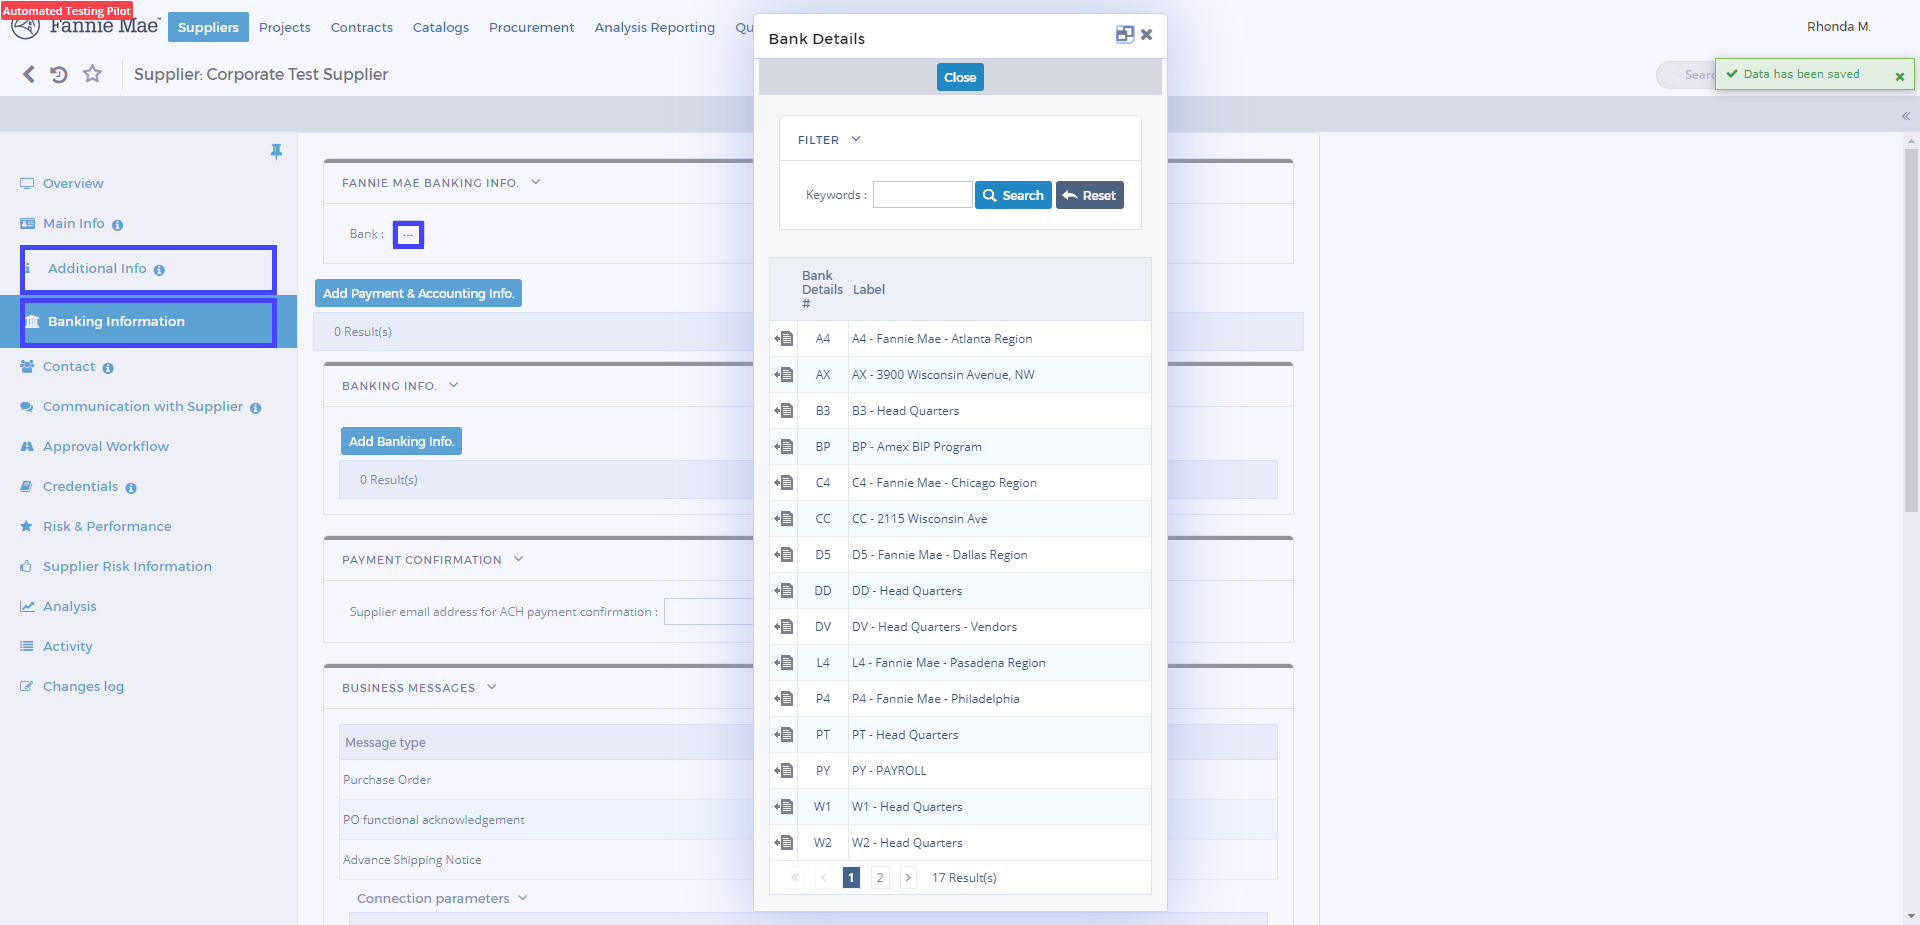 Automated Testing Pilot
Fannie Mae
Suppliers
Projects
Contracts
Catalogs
Procurement
Analysis Reporting
Qu
Rhonda M.
Supplier: Corporate Test Supplier
Searc
Data has been saved
Overview
Main Info
Additional Info
Banking Information
Contact
Communication with Supplier
Approval Workflow
Credentials
Risk & Performance
Supplier Risk Information
Analysis
Activity
Changes log
FANNIE MAE BANKING INFO.
Bank :
...
Add Payment & Accounting Info.
0 Result(s)
BANKING INFO.
Add Banking Info.
0 Result(s)
PAYMENT CONFIRMATION
Supplier email address for ACH payment confirmation :
BUSINESS MESSAGES
Message type
Purchase Order
PO functional acknowledgement
Advance Shipping Notice
Connection parameters
Bank Details
Close
FILTER
Keywords :
Search
Reset
Bank Details # Label
A4 A4 - Fannie Mae - Atlanta Region
AX AX - 3900 Wisconsin Avenue, NW
B3 B3 - Head Quarters
BP BP - Amex BIP Program
C4 C4 - Fannie Mae - Chicago Region
CC CC - 2115 Wisconsin Ave
D5 D5 - Fannie Mae - Dallas Region
DD DD - Head Quarters
DV DV - Head Quarters - Vendors
L4 L4 - Fannie Mae - Pasadena Region
P4 P4 - Fannie Mae - Philadelphia
PT PT - Head Quarters
PY PY - PAYROLL
W1 W1 - Head Quarters
W2 W2 - Head Quarters
« ‹ 1 2 › 17 Result(s)